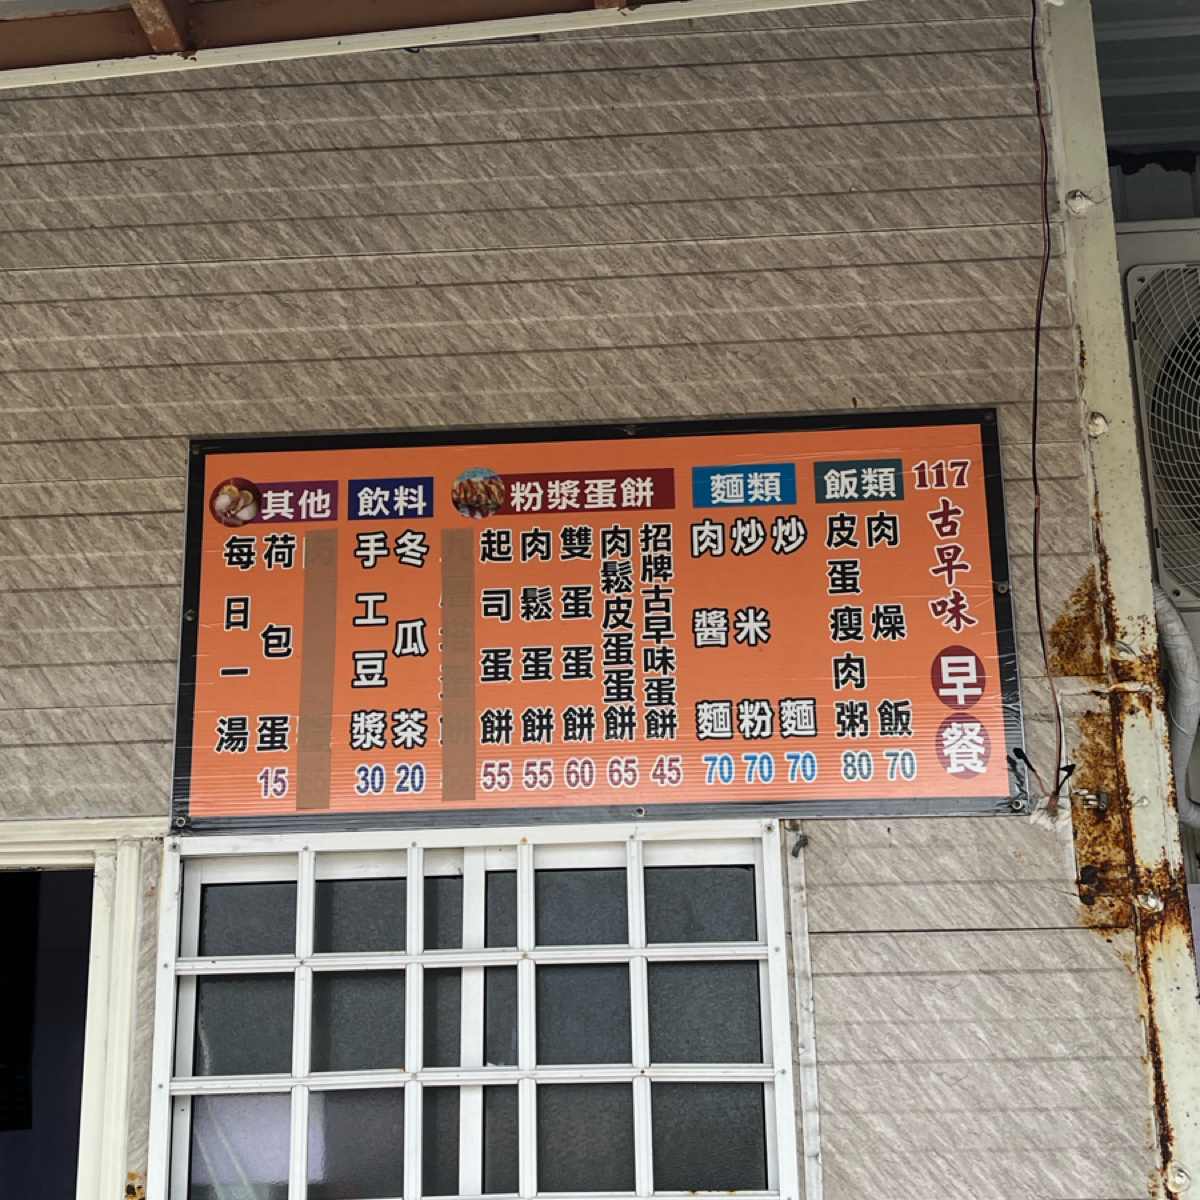 117古早味早餐
飯類
肉燥飯 70
皮蛋瘦肉粥 80
麵類
炒麵 70
炒米粉 70
肉醬麵 70
粉漿蛋餅
招牌古早味蛋餅 45
肉鬆皮蛋蛋餅 65
雙蛋蛋餅 60
肉鬆蛋餅 55
起司蛋餅 55
飲料
冬瓜茶 20
手工豆漿 30
其他
荷包蛋 15
每日一湯